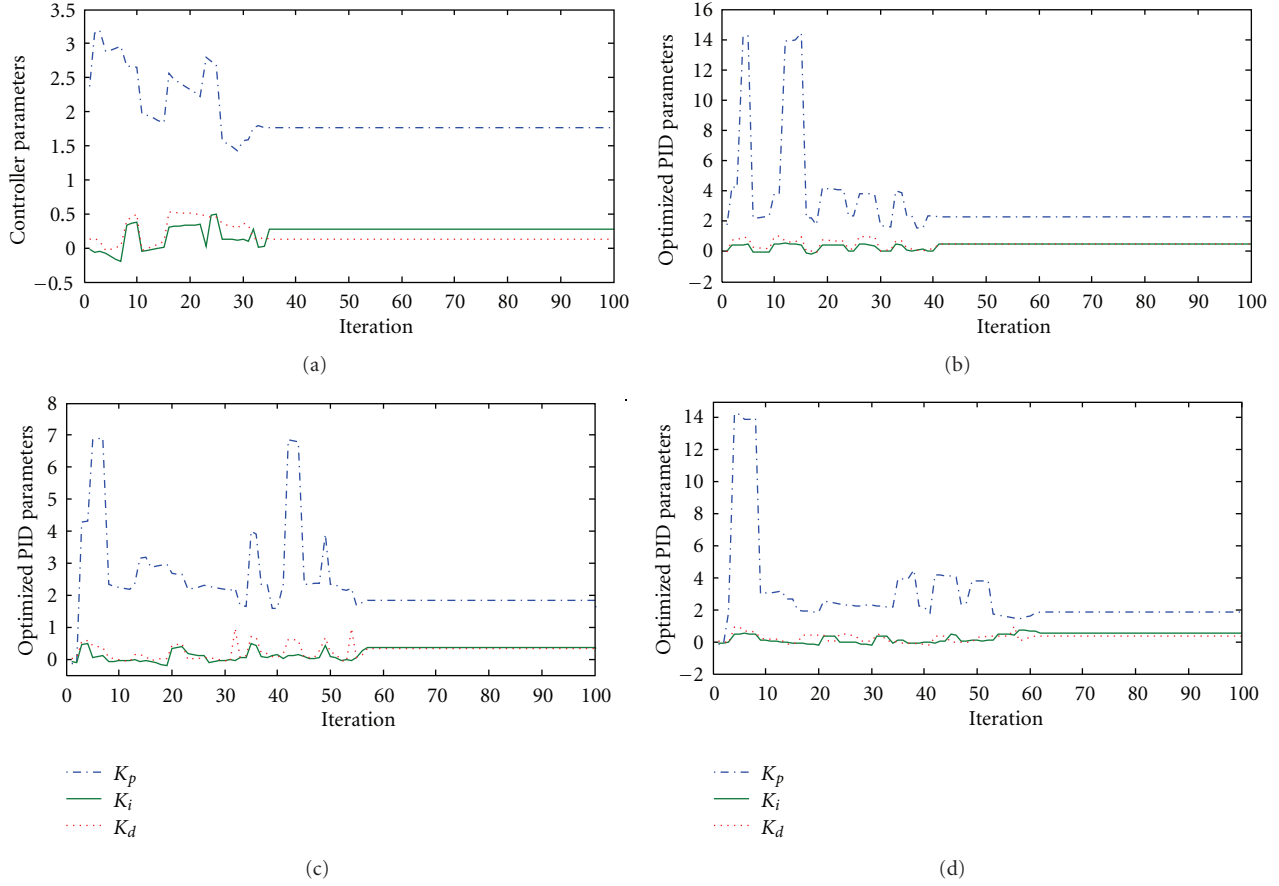 3.5
3
2.5
2
1.5
1
0.5
0
−0.5
Controller parameters
0 10 20 30 40 50 60 70 80 90 100
Iteration
(a)
16
14
12
10
8
6
4
2
0
−2
Optimized PID parameters
0 10 20 30 40 50 60 70 80 90 100
Iteration
(b)
8
7
6
5
4
3
2
1
0
Optimized PID parameters
0 10 20 30 40 50 60 70 80 90 100
Iteration
Kp
Ki
Kd
(c)
14
12
10
8
6
4
2
0
−2
Optimized PID parameters
0 10 20 30 40 50 60 70 80 90 100
Iteration
Kp
Ki
Kd
(d)